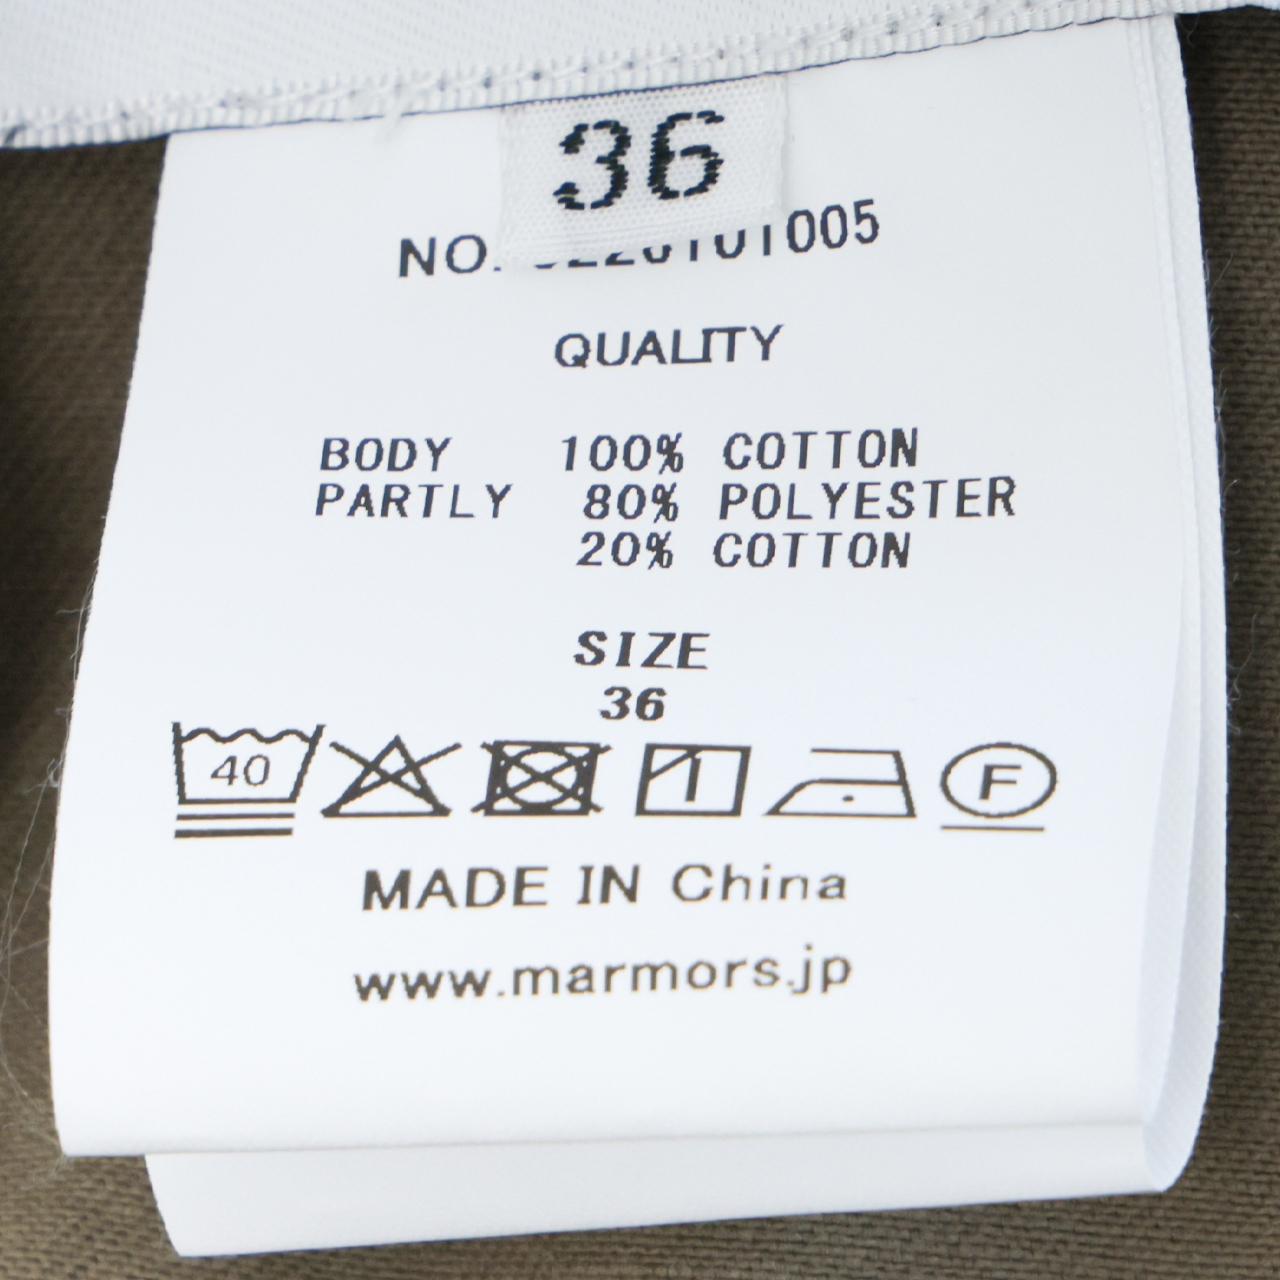 36
NO.
QUALITY
BODY 100% COTTON
PARTLY 80% POLYESTER
20% COTTON
SIZE
36
40
1
F
MADE IN China
www.marmors.jp